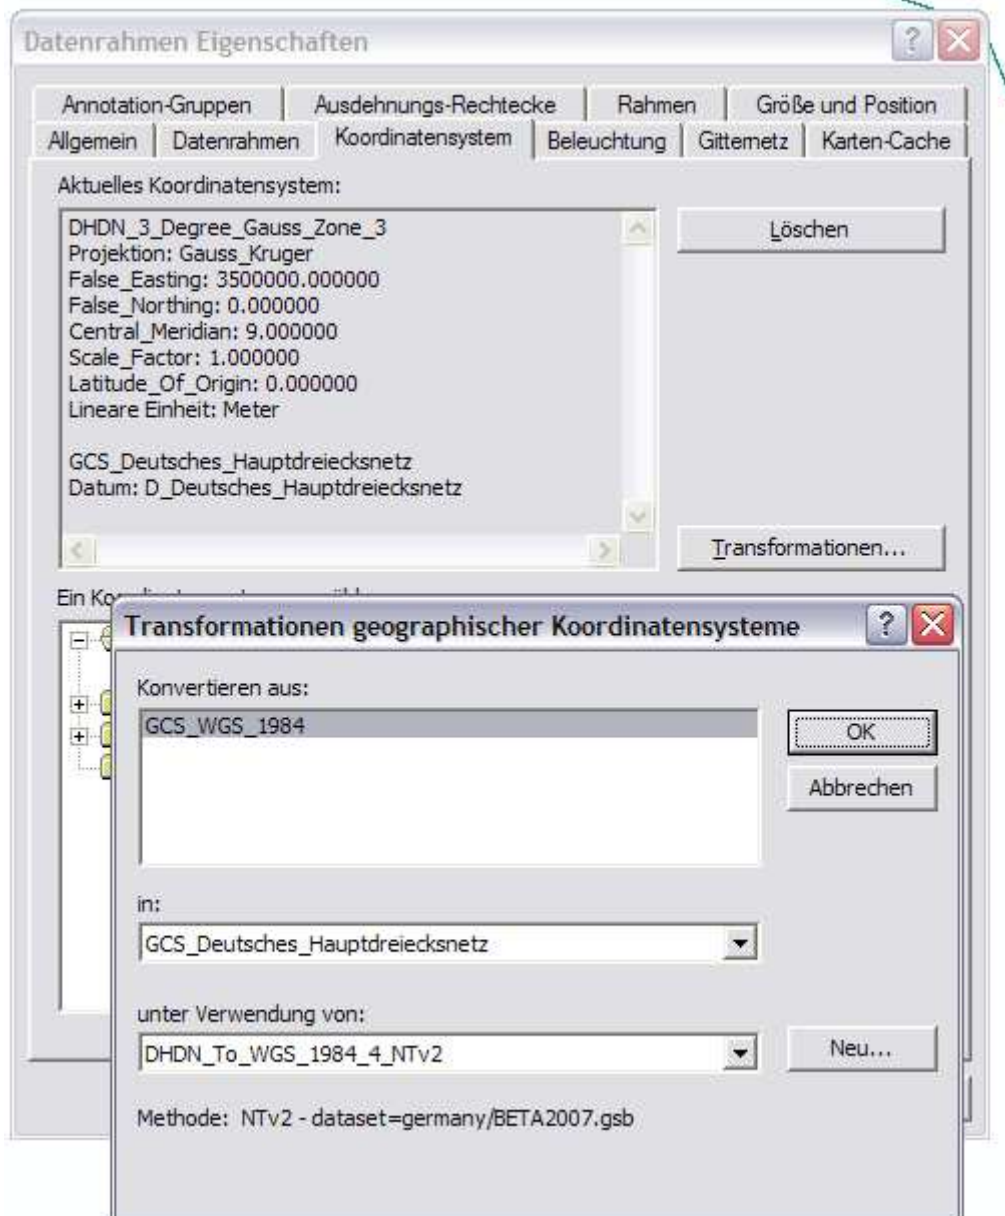 Datenrahmen Eigenschaften
Annotation-Gruppen Ausdehnungs-Rechtecke Rahmen Größe und Position
Allgemein Datenrahmen Koordinatensystem Beleuchtung Gitternetz Karten-Cache
Aktuelles Koordinatensystem:
DHDN_3_Degree_Gauss_Zone_3
Projektion: Gauss_Kruger
False_Easting: 3500000.000000
False_Northing: 0.000000
Central_Meridian: 9.000000
Scale_Factor: 1.000000
Latitude_Of_Origin: 0.000000
Lineare Einheit: Meter
GCS_Deutsches_Hauptdreiecksnetz
Datum: D_Deutsches_Hauptdreiecksnetz
Löschen
Transformationen...
Ein
Transformationen geographischer Koordinatensysteme
Konvertieren aus:
GCS_WGS_1984
OK
Abbrechen
in:
GCS_Deutsches_Hauptdreiecksnetz
unter Verwendung von:
DHDN_To_WGS_1984_4_NTv2
Neu...
Methode: NTv2 - dataset=germany/BETA2007.gsb